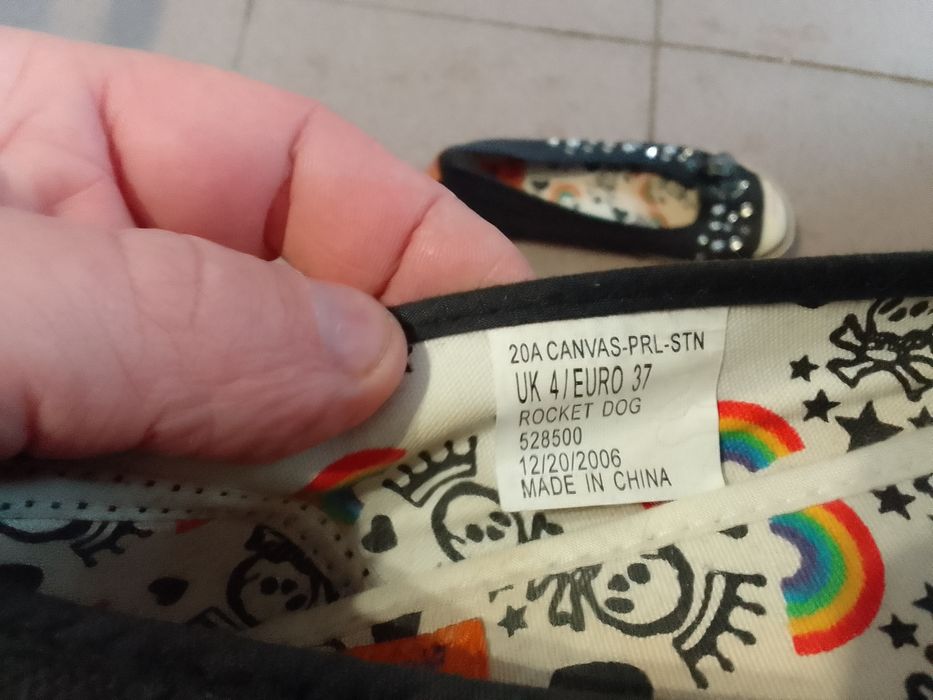 20A CANVAS-PRL-STN
UK 4/EURO 37
ROCKET DOG
528500
12/20/2006
MADE IN CHINA